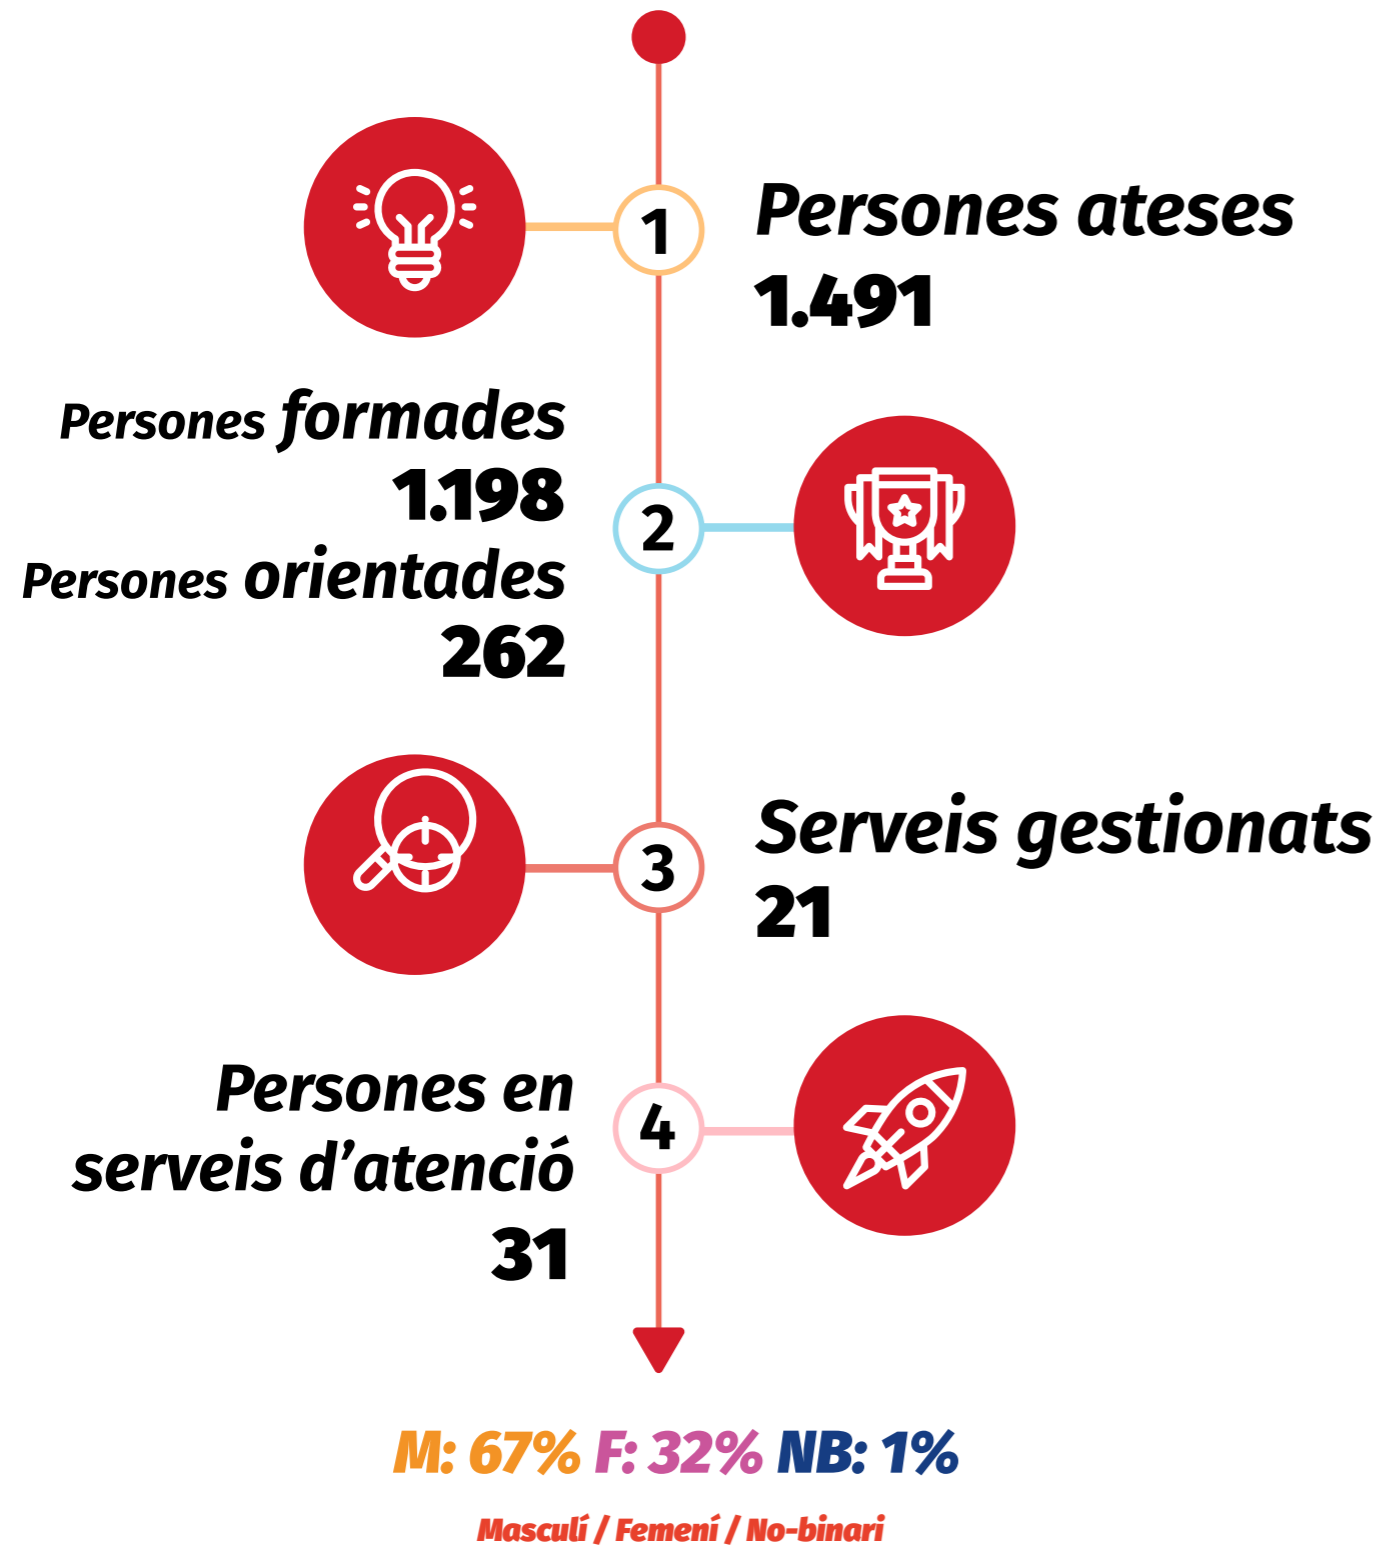 1
Persones ateses
1.491
Persones formades
1.198
Persones orientades
262
2
3
Serveis gestionats
21
Persones en
serveis d’atenció
31
4
M: 67% F: 32% NB: 1%
Masculí / Femení / No-binari